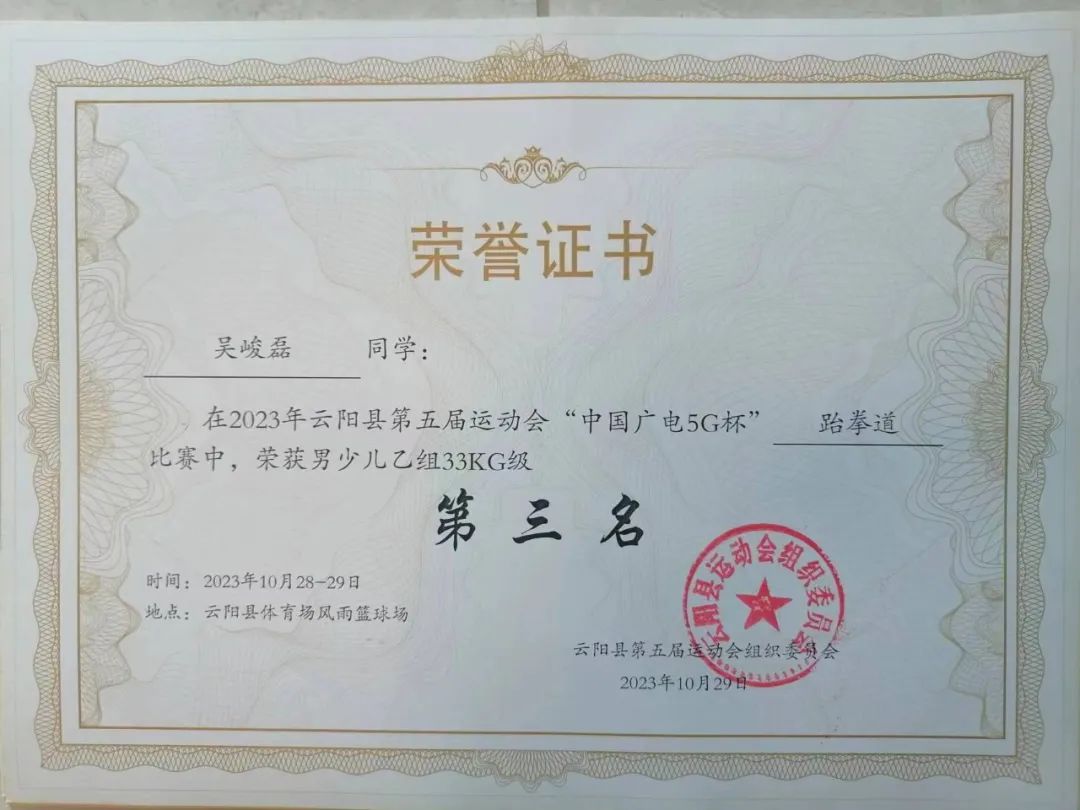 荣誉证书
吴峻磊 同学：
在2023年云阳县第五届运动会“中国广电5G杯” 跆拳道
比赛中，荣获男少儿乙组33KG级
第三名
时间：2023年10月28-29日
地点：云阳县体育场风雨篮球场
云阳县运动会组织委员会
云阳县第五届运动会组织委员会
2023年10月29日